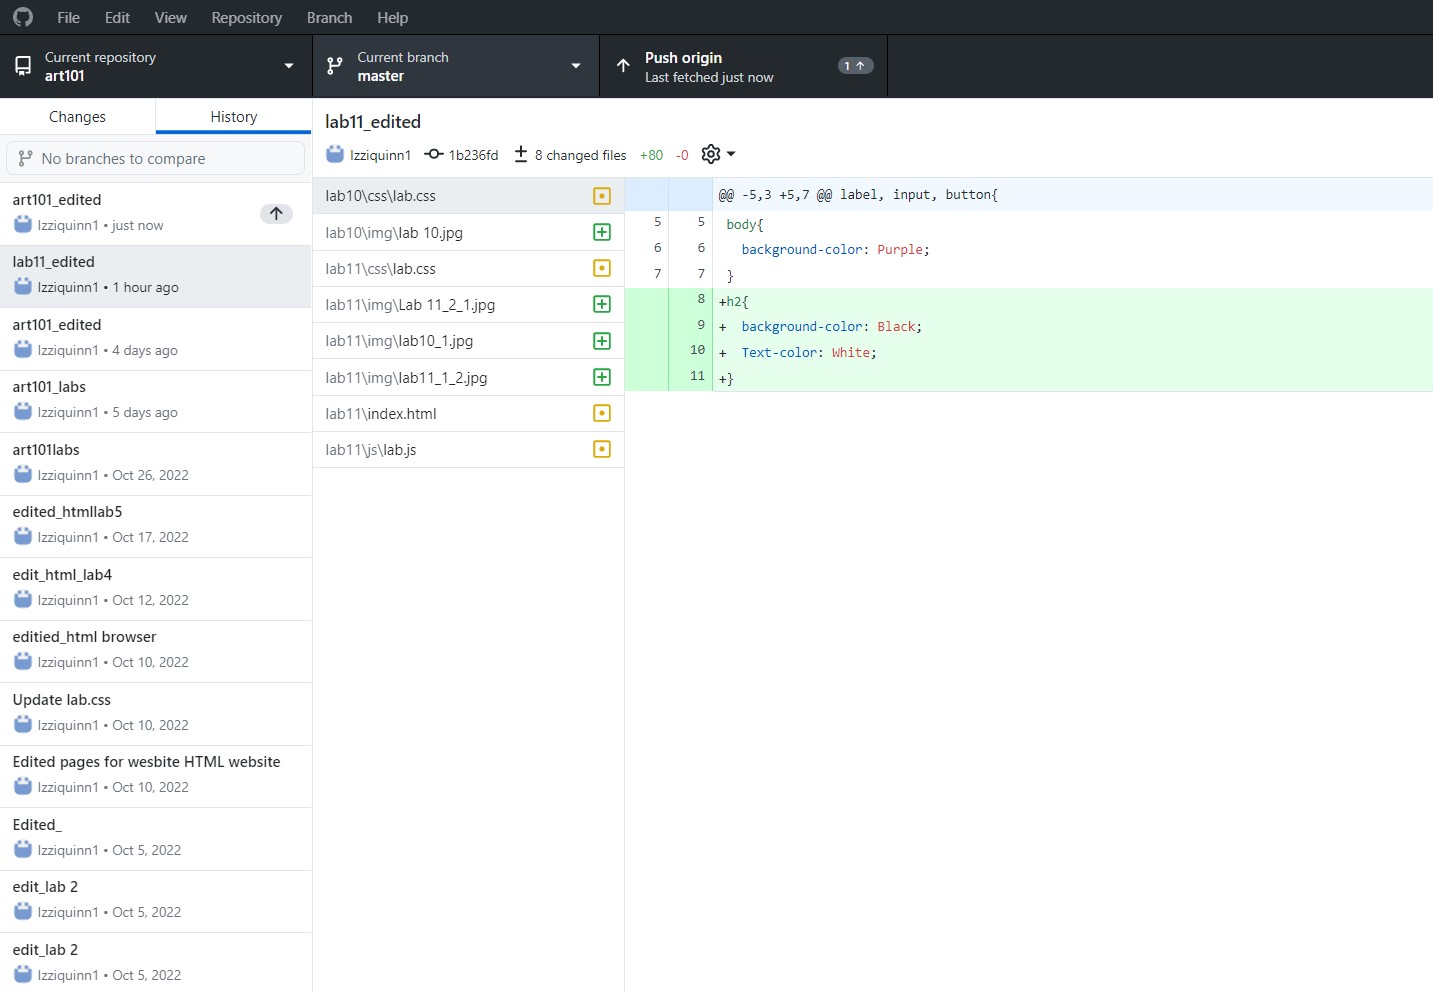 File Edit View Repository Branch Help
Current repository
art101
Current branch
master
Push origin
Last fetched just now
1
Changes
History
No branches to compare
art101_edited
Izziquinn1 • just now
lab11_edited
Izziquinn1 • 1 hour ago
art101_edited
Izziquinn1 • 4 days ago
art101_labs
Izziquinn1 • 5 days ago
art101labs
Izziquinn1 • Oct 26, 2022
edited_htmllab5
Izziquinn1 • Oct 17, 2022
edit_html_lab4
Izziquinn1 • Oct 12, 2022
editied_html browser
Izziquinn1 • Oct 10, 2022
Update lab.css
Izziquinn1 • Oct 10, 2022
Edited pages for wesbite HTML website
Izziquinn1 • Oct 10, 2022
Edited_
Izziquinn1 • Oct 5, 2022
edit_lab 2
Izziquinn1 • Oct 5, 2022
edit_lab 2
Izziquinn1 • Oct 5, 2022
lab11_edited
Izziquinn1 1b236fd 8 changed files +80 -0
lab10\css\lab.css
lab10\img\lab 10.jpg
lab11\css\lab.css
lab11\img\Lab 11_2_1.jpg
lab11\img\lab10_1.jpg
lab11\img\lab11_1_2.jpg
lab11\index.html
lab11\js\lab.js
@@ -5,3 +5,7 @@ label, input, button{
5 5 body{
6 6 background-color: Purple;
7 7 }
8 +h2{
9 + background-color: Black;
10 + Text-color: White;
11 +}